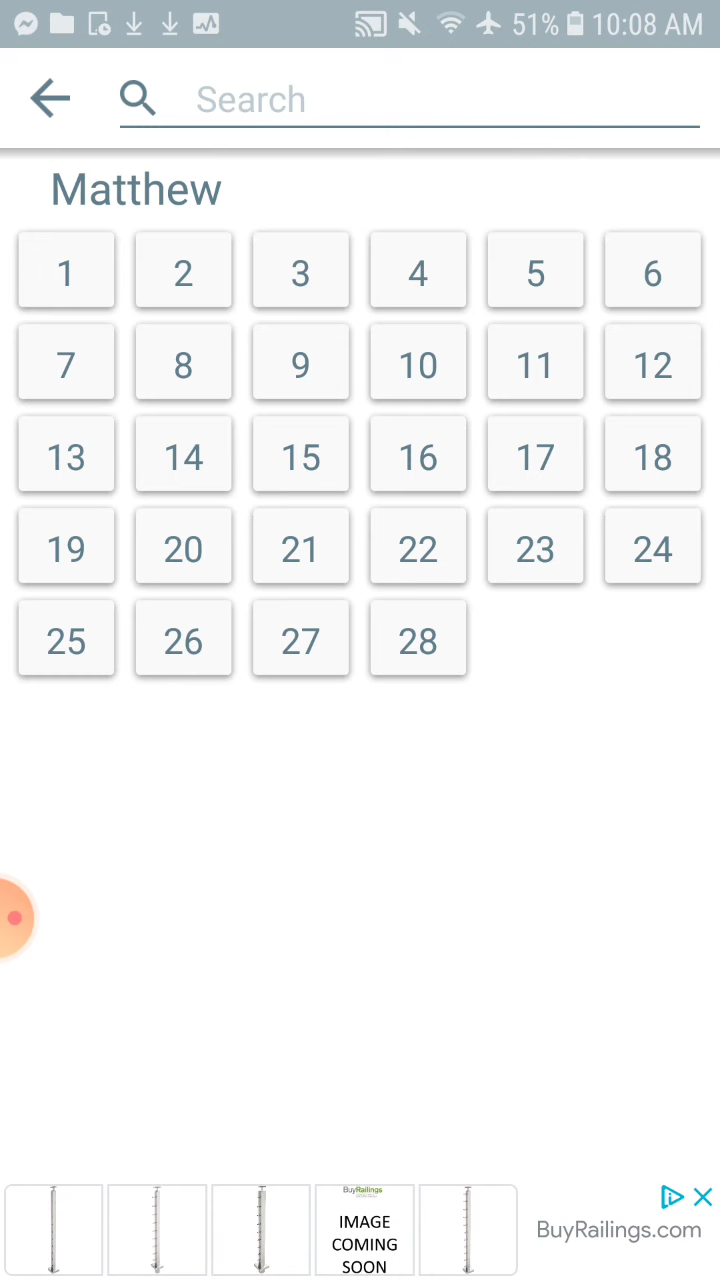 51% 10:08 AM
Search
Matthew
1 2 3 4 5 6
7 8 9 10 11 12
13 14 15 16 17 18
19 20 21 22 23 24
25 26 27 28
BuyRailings
IMAGE
COMING
SOON
BuyRailings.com